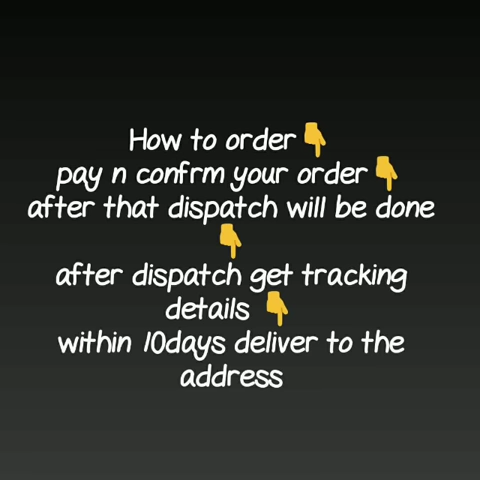 How to order👇
pay n confrm your order👇
after that dispatch will be done
👇
after dispatch get tracking
details 👇
within 10days deliver to the
address